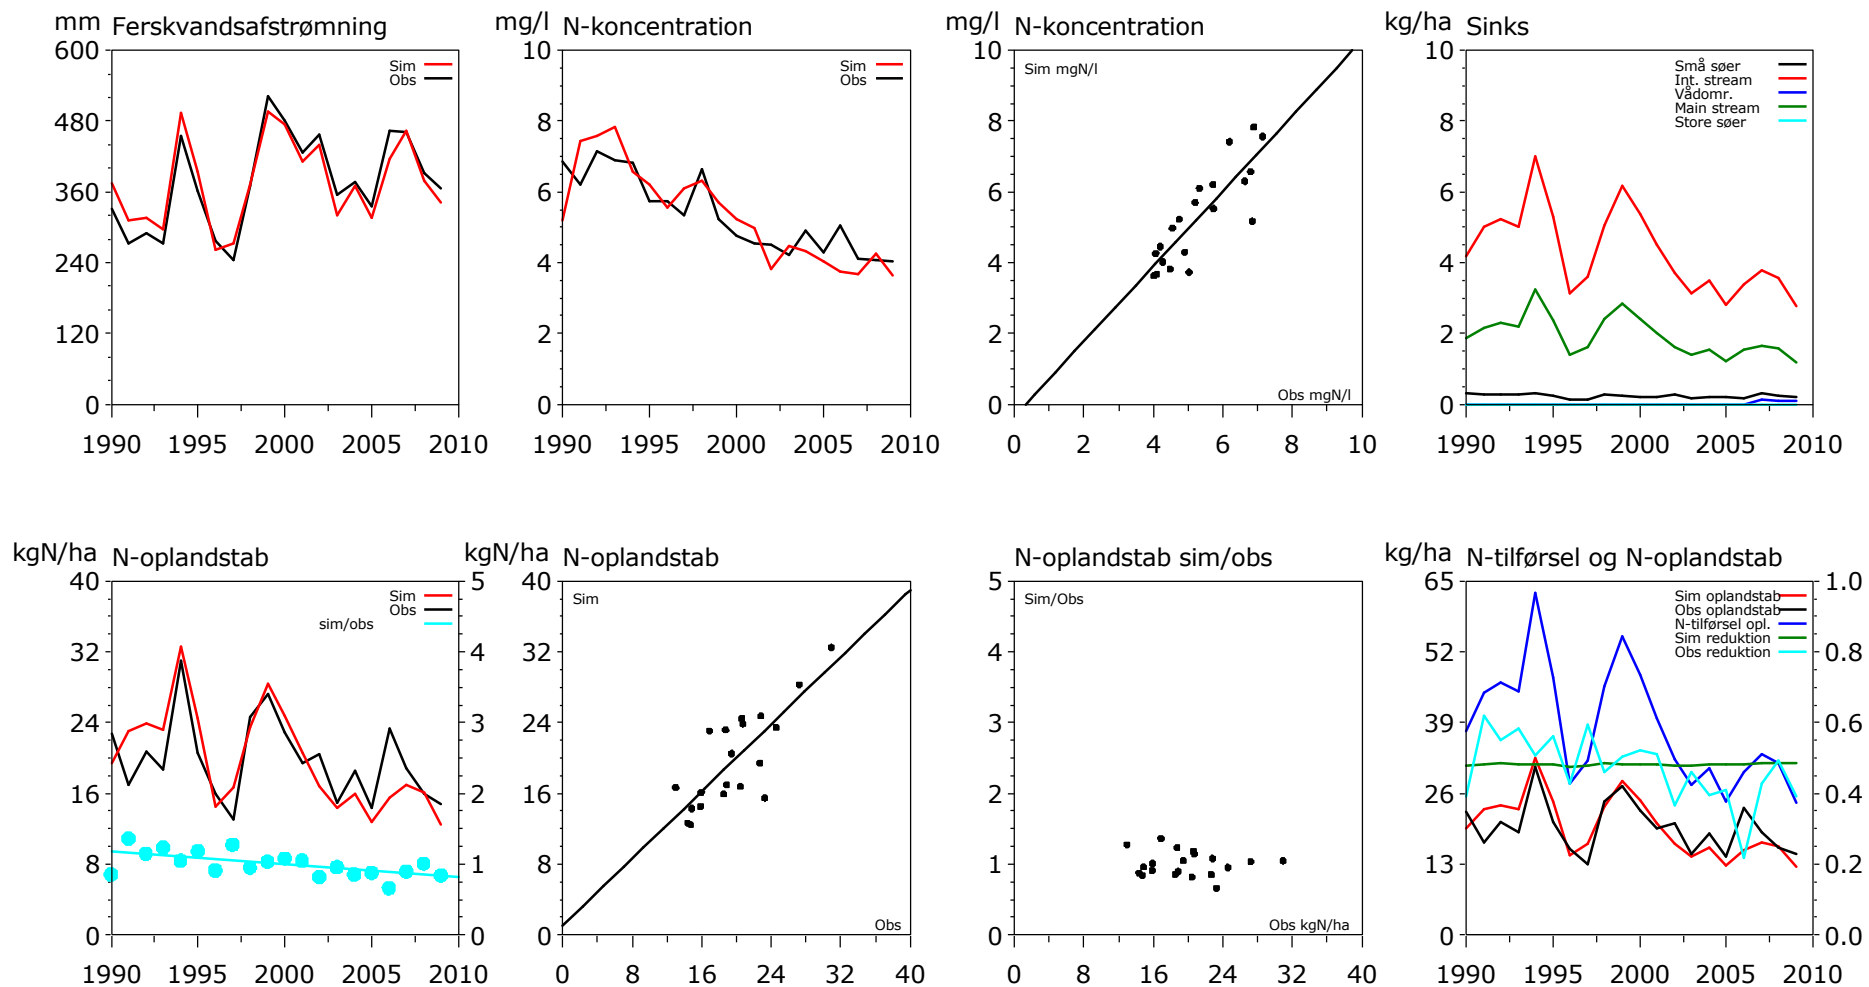 mm Ferskvandsafstrømning
600
480
360
240
120
0
Sim
Obs
1990 1995 2000 2005 2010
mg/l N-koncentration
10
8
6
4
2
0
Sim
Obs
1990 1995 2000 2005 2010
mg/l N-koncentration
10
8
6
4
2
0
Sim mgN/l
Obs mgN/l
0 2 4 6 8 10
kg/ha Sinks
10
8
6
4
2
0
Små søer
Int. stream
Vådomr.
Main stream
Store søer
1990 1995 2000 2005 2010
kgN/ha N-oplandstab
40
32
24
16
8
0
Sim
Obs
sim/obs
5
4
3
2
1
0
1990 1995 2000 2005 2010
kgN/ha N-oplandstab
40
32
24
16
8
0
Sim
Obs
0 8 16 24 32 40
N-oplandstab sim/obs
5
4
3
2
1
0
Sim/Obs
Obs kgN/ha
0 8 16 24 32 40
kg/ha N-tilførsel og N-oplandstab
65
52
39
26
13
0
Sim oplandstab
Obs oplandstab
N-tilførsel opl.
Sim reduktion
Obs reduktion
1.0
0.8
0.6
0.4
0.2
0.0
1990 1995 2000 2005 2010